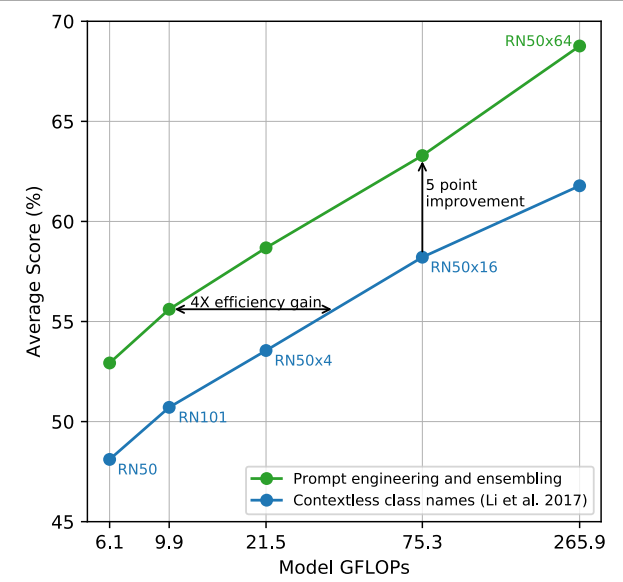 70
65
60
55
50
45
Average Score (%)
RN50x64
5 point
improvement
RN50x16
4X efficiency gain
RN50x4
RN101
RN50
Prompt engineering and ensembling
Contextless class names (Li et al. 2017)
6.1 9.9 21.5 75.3 265.9
Model GFLOPs